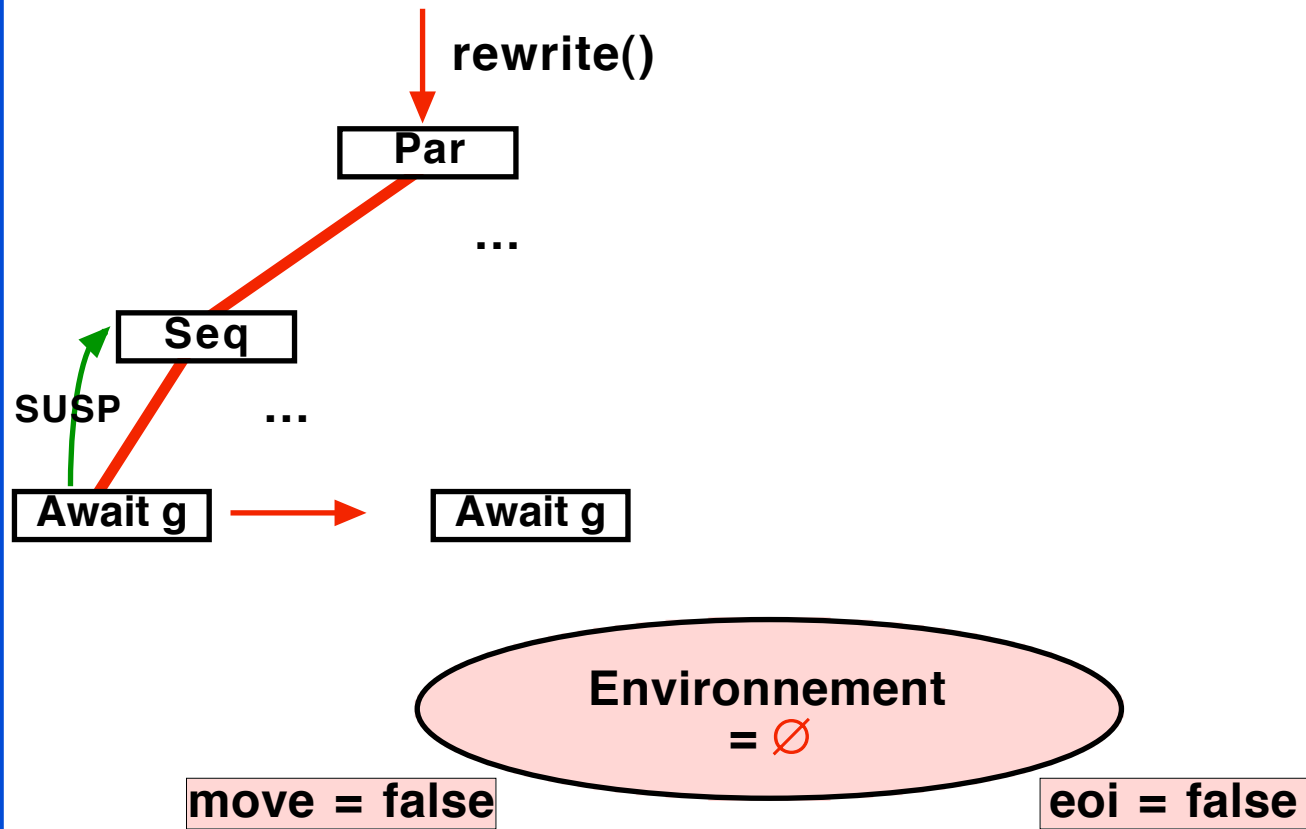 rewrite()
Par
...
Seq
SUSP
...
Await g
Await g
Environnement
= ∅
move = false
eoi = false